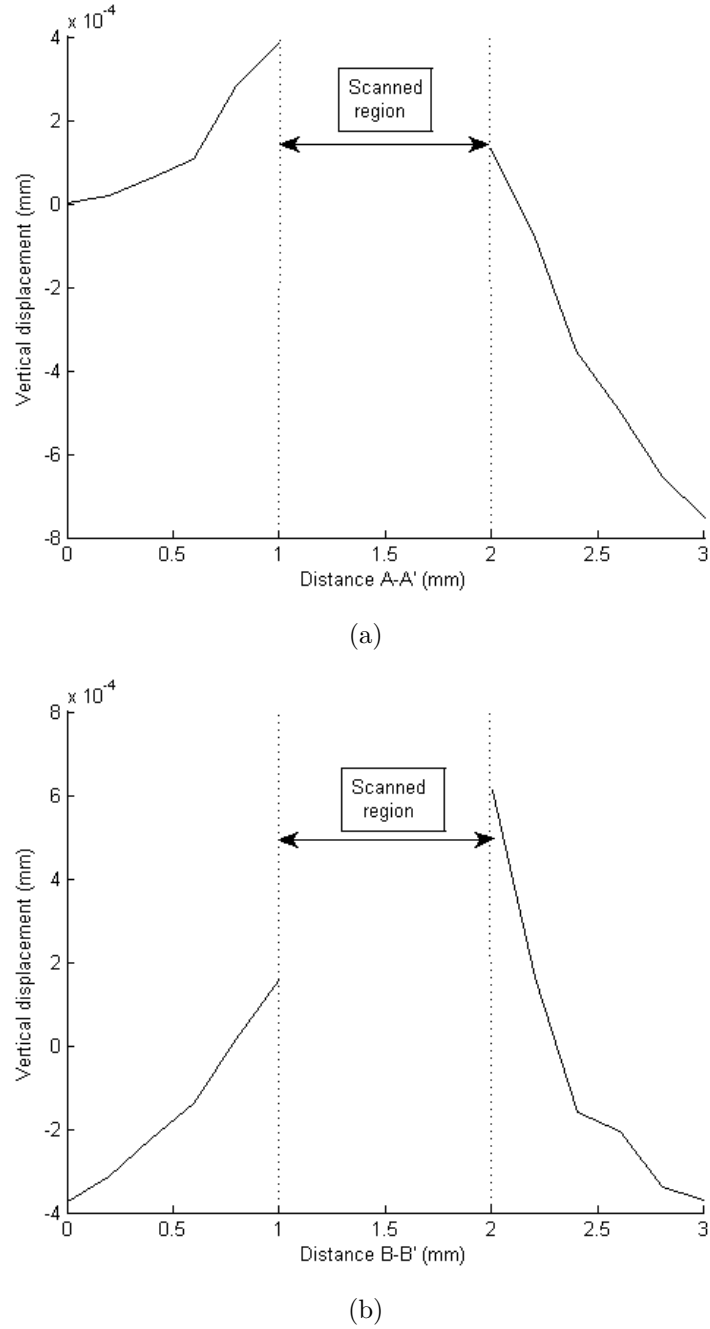 x 10-4
4
2
0
-2
-4
-6
-8
Vertical displacement (mm)
Scanned
region
0 0.5 1 1.5 2 2.5 3
Distance A-A' (mm)
(a)
x 10-4
8
6
4
2
0
-2
-4
Vertical displacement (mm)
Scanned
region
0 0.5 1 1.5 2 2.5 3
Distance B-B' (mm)
(b)